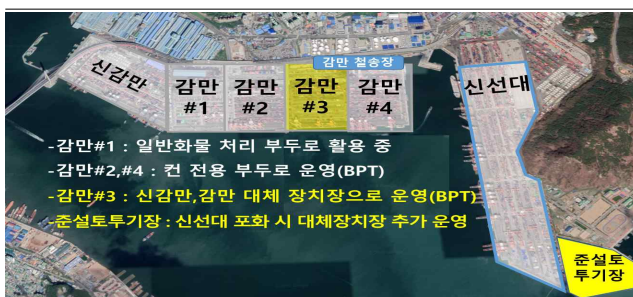 감만 철송장
신감만
감만
#1
감만
#2
감만
#3
감만
#4
신선대
-감만#1 : 일반화물 처리 부두로 활용 중
-감만#2,#4 : 컨 전용 부두로 운영(BPT)
-감만#3 : 신감만,감만 대체 장치장으로 운영(BPT)
-준설토투기장 : 신선대 포화 시 대체장치장 추가 운영
준설토
투기장